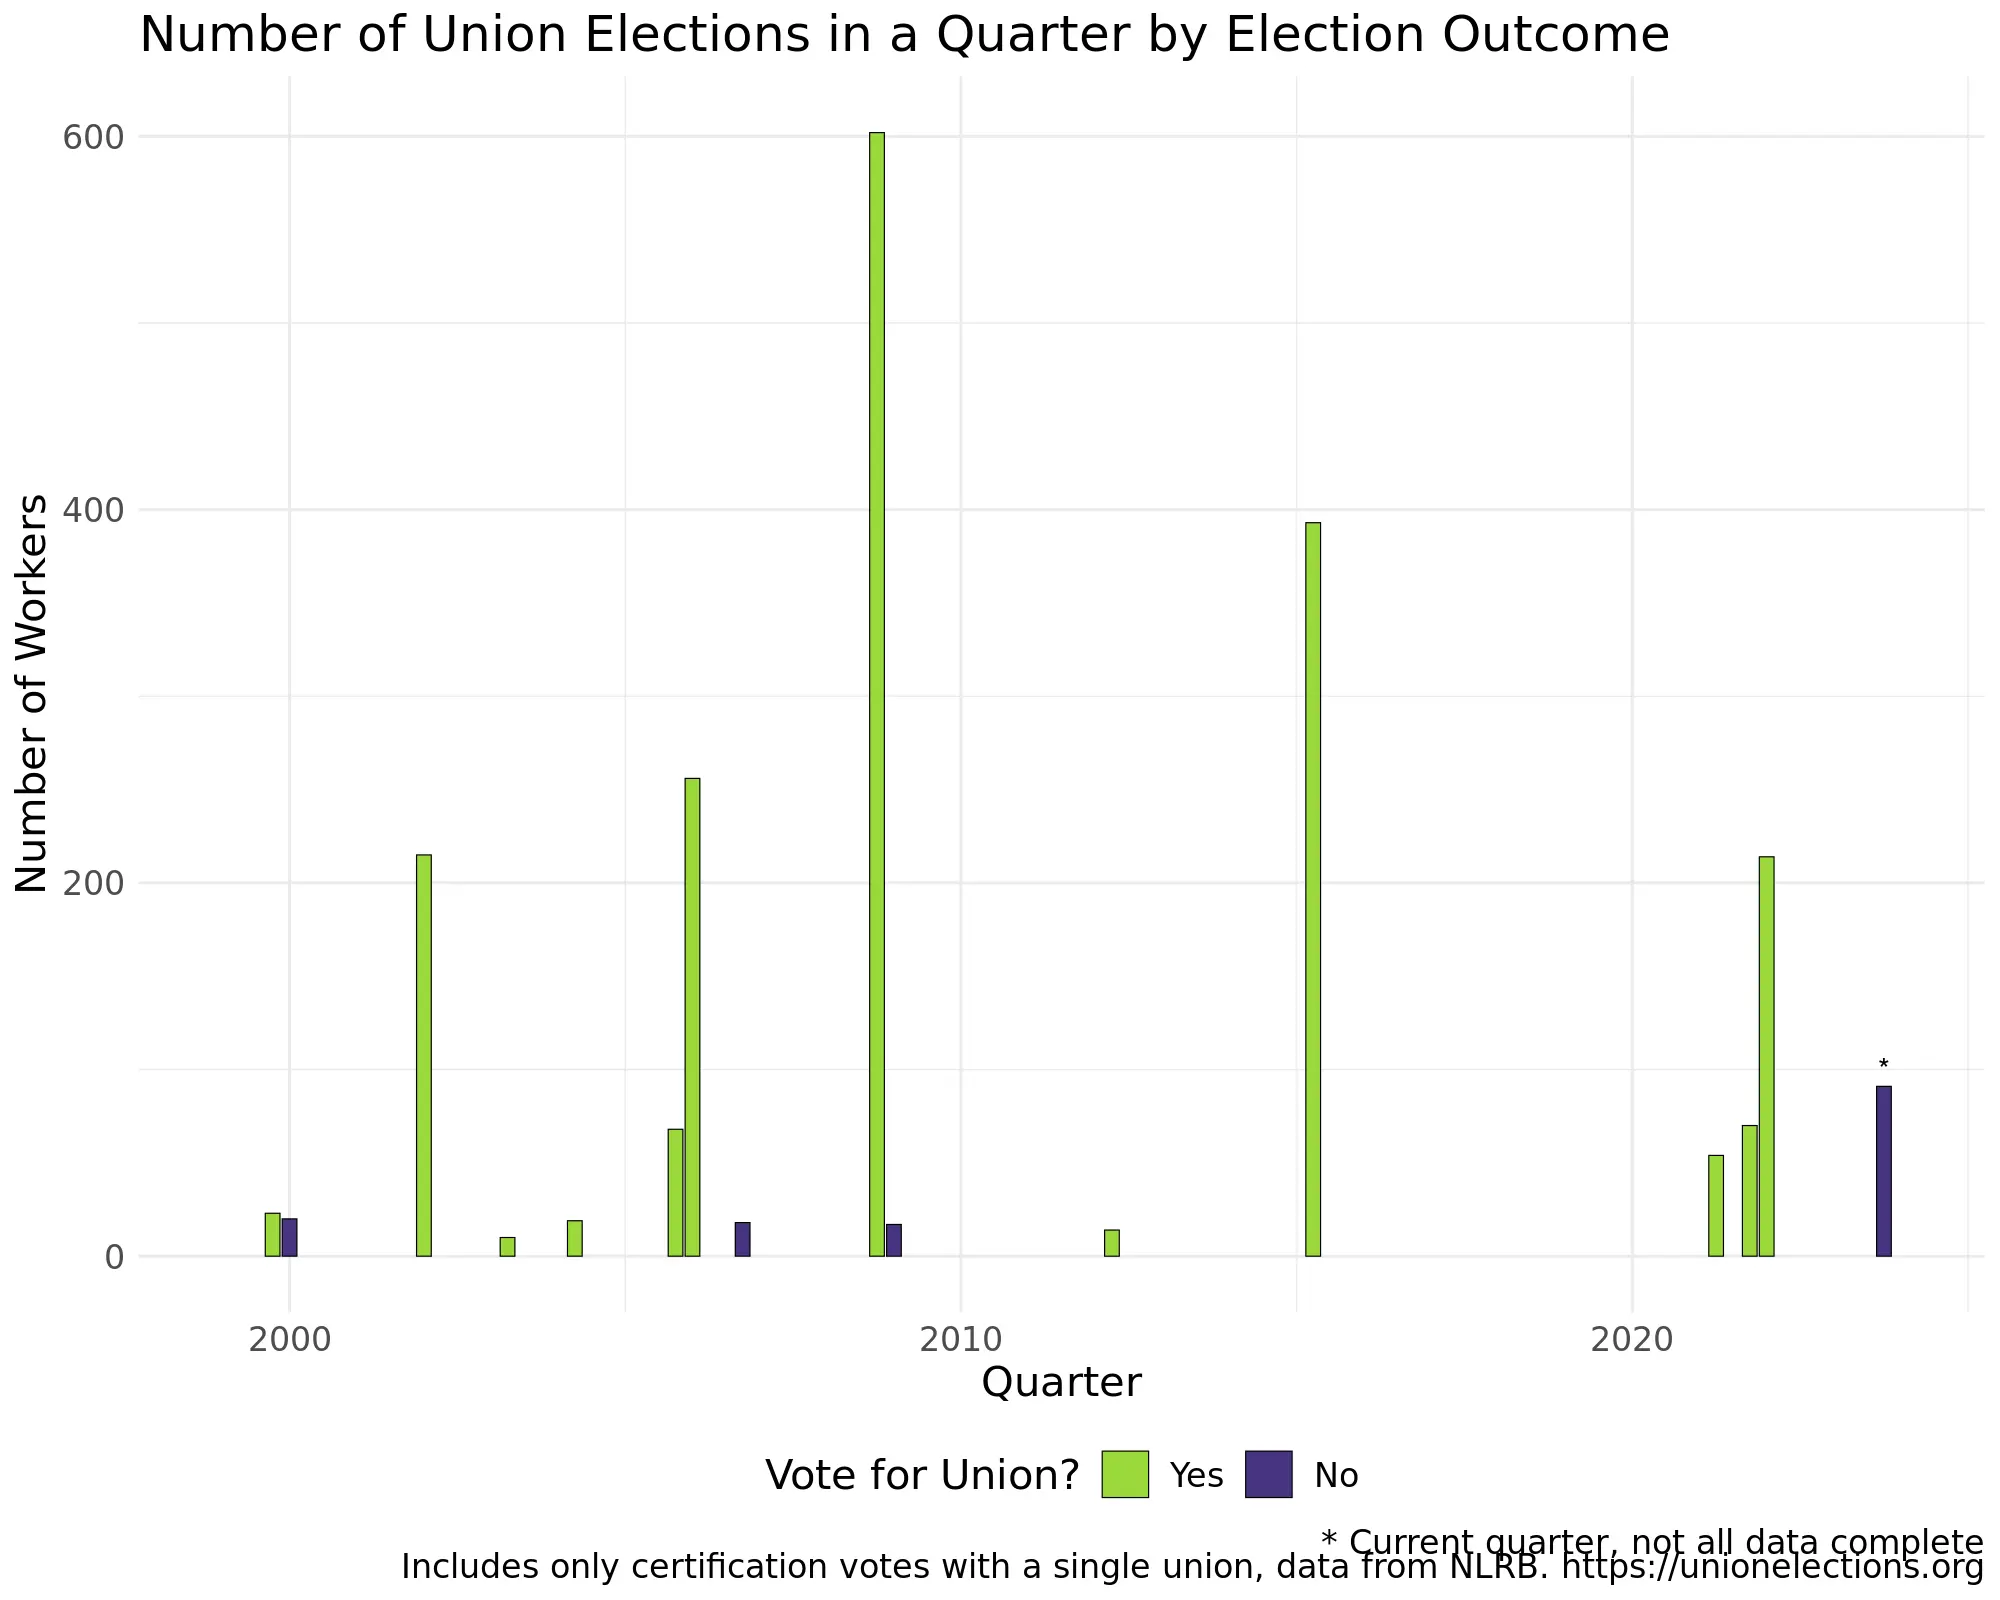 Number of Union Elections in a Quarter by Election Outcome
Number of Workers
600
400
200
0
*
2000
2010
2020
Quarter
Vote for Union?
Yes
No
* Current quarter, not all data complete
Includes only certification votes with a single union, data from NLRB. https://unionelections.org